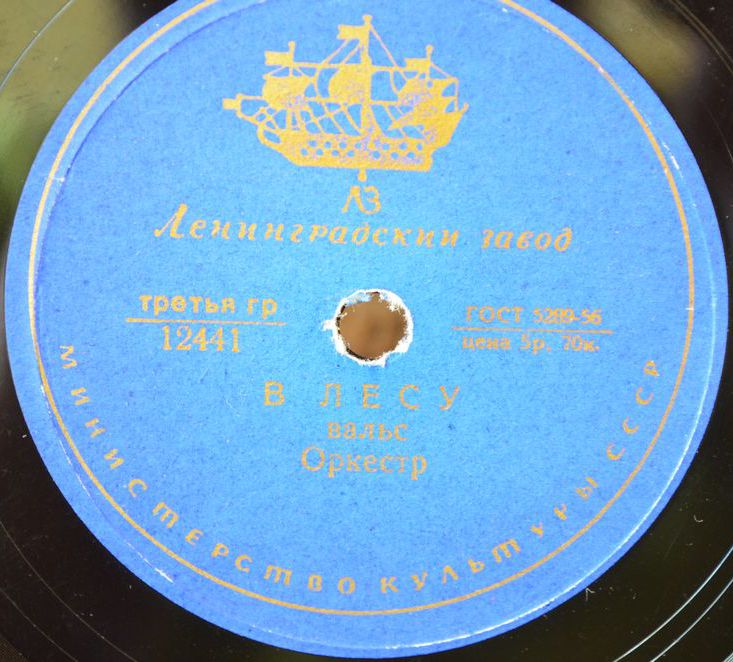 ЛЗ
Ленинградский завод
третья гр
12441
ГОСТ 5289-56
цена 5р. 70к.
В ЛЕСУ
вальс
Оркестр
МИНИСТЕРСТВО КУЛЬТУРЫ СССР